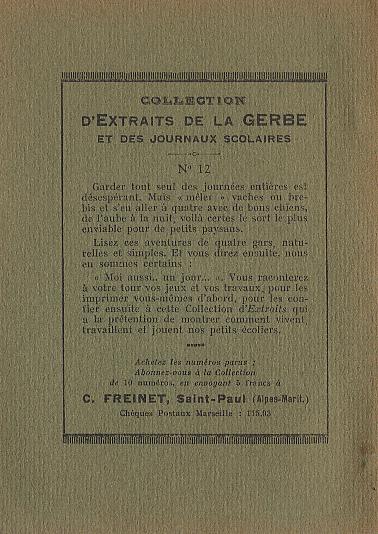 COLLECTION
D'EXTRAITS DE LA GERBE
ET DES JOURNAUX SCOLAIRES
No 12
Garder tout seul des journées entières est
désespérant. Mais « mêler » vaches ou bre-
bis et s'en aller à quatre avec de bons chiens,
de l'aube à la nuit, voilà certes le sort le plus
enviable pour de petits paysans.
Lisez ces aventures de quatre gars, natu-
relles et simples. Et vous direz ensuite, nous
en sommes certains :
« Moi aussi.. un jour... ». Vous raconterez
à votre tour vos jeux et vos travaux, pour les
imprimer vous-mêmes d'abord, pour les con-
fier ensuite à cette Collection d'Extraits qui
a la prétention de montrer comment vivent,
travaillent et jouent nos petits écoliers.
Achetez les numéros parus ;
Abonnez-vous à la Collection
de 10 numéros, en envoyant 5 francs à
C. FREINET, Saint-Paul (Alpes-Marit.)
Chèques Postaux Marseille : 115.03